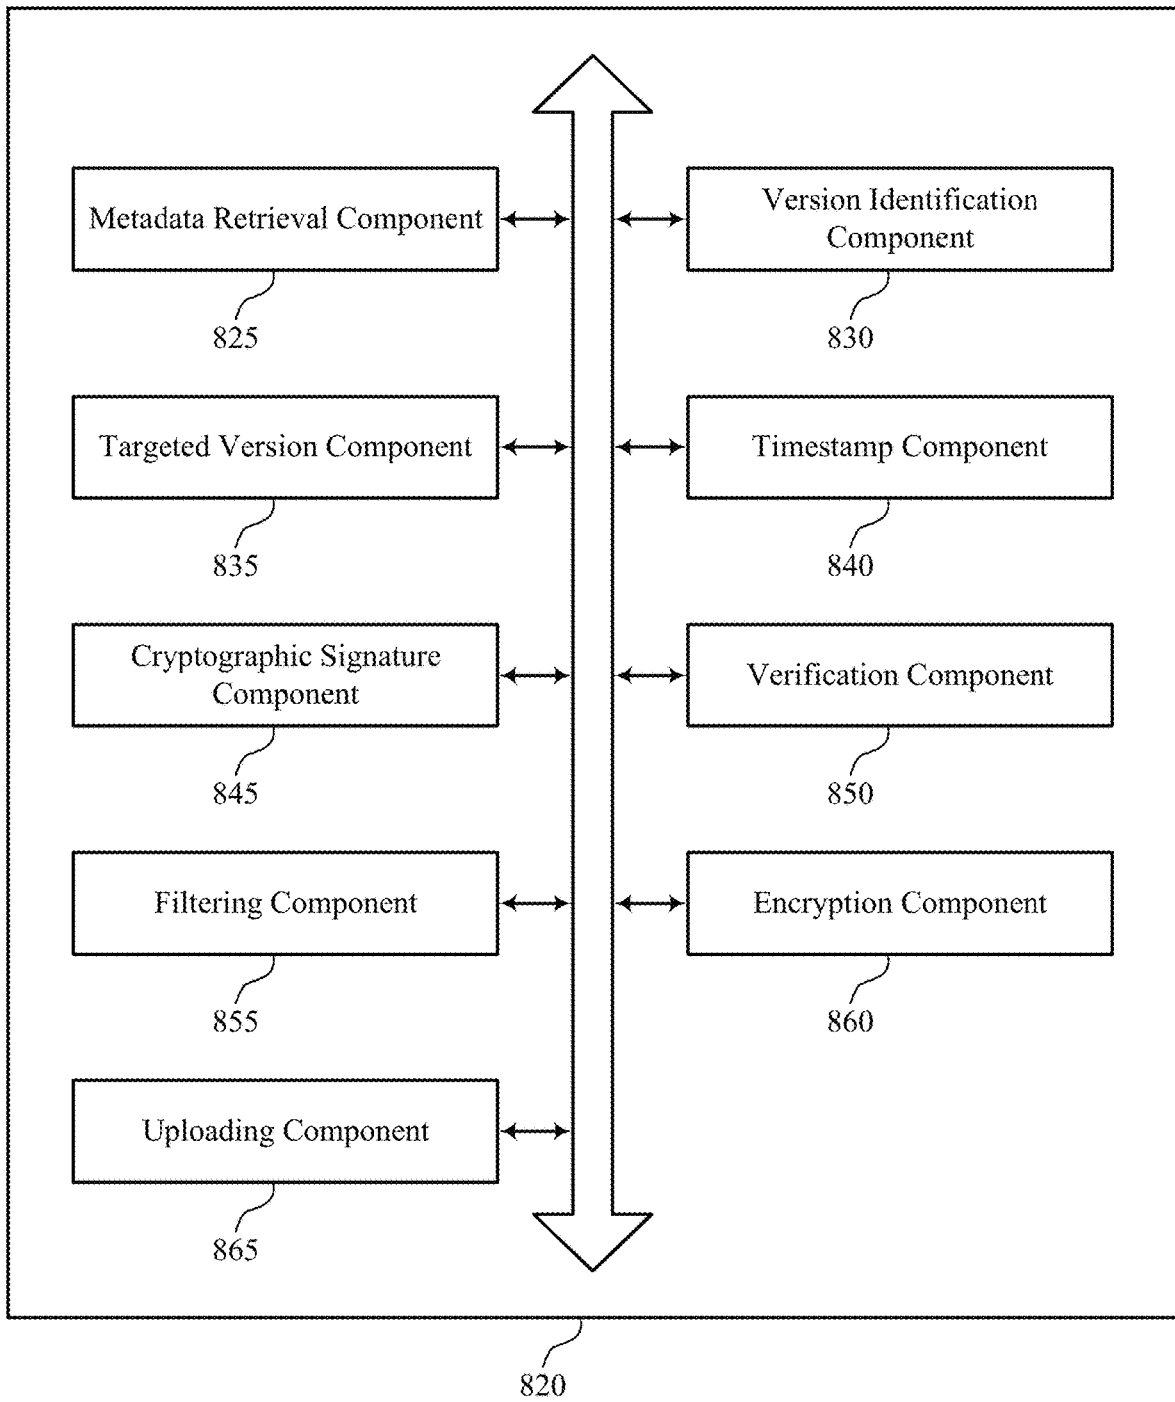 Metadata Retrieval Component
825
Version Identification
Component
830
Targeted Version Component
835
Timestamp Component
840
Cryptographic Signature
Component
845
Verification Component
850
Filtering Component
855
Encryption Component
860
Uploading Component
865
820